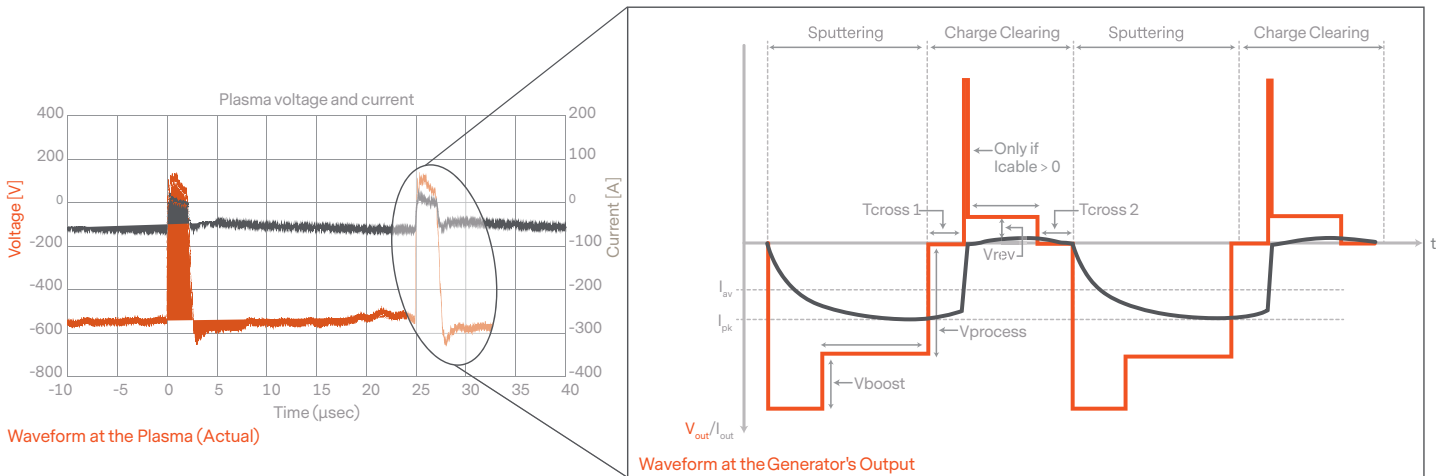 Plasma voltage and current
400
200
0
-200
-400
-600
-800
Voltage [V]
200
100
0
-100
-200
-300
-400
Current [A]
-10
-5
0
5
10
15
20
25
30
35
40
Time (µsec)
Waveform at the Plasma (Actual)
Sputtering
Charge Clearing
Sputtering
Charge Clearing
Only if
Icable > 0
Tcross 1
Tcross 2
Vrev
t
Iav
Ipk
Vprocess
Vboost
Vout/Iout
Waveform at the Generator's Output